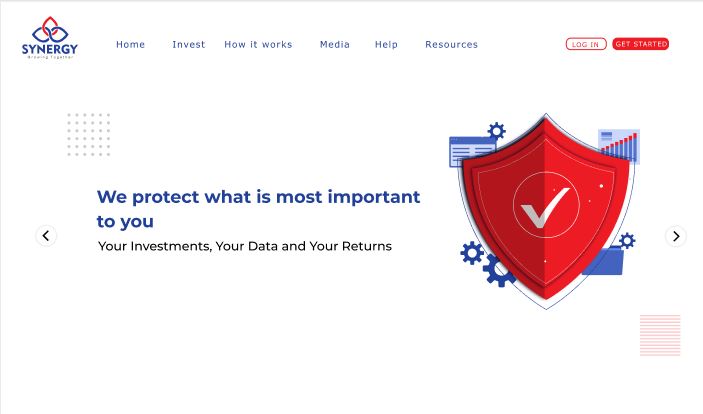 SYNERGY
Growing Together
Home Invest How it works Media Help Resources
LOG IN GET STARTED
We protect what is most important
to you
Your Investments, Your Data and Your Returns